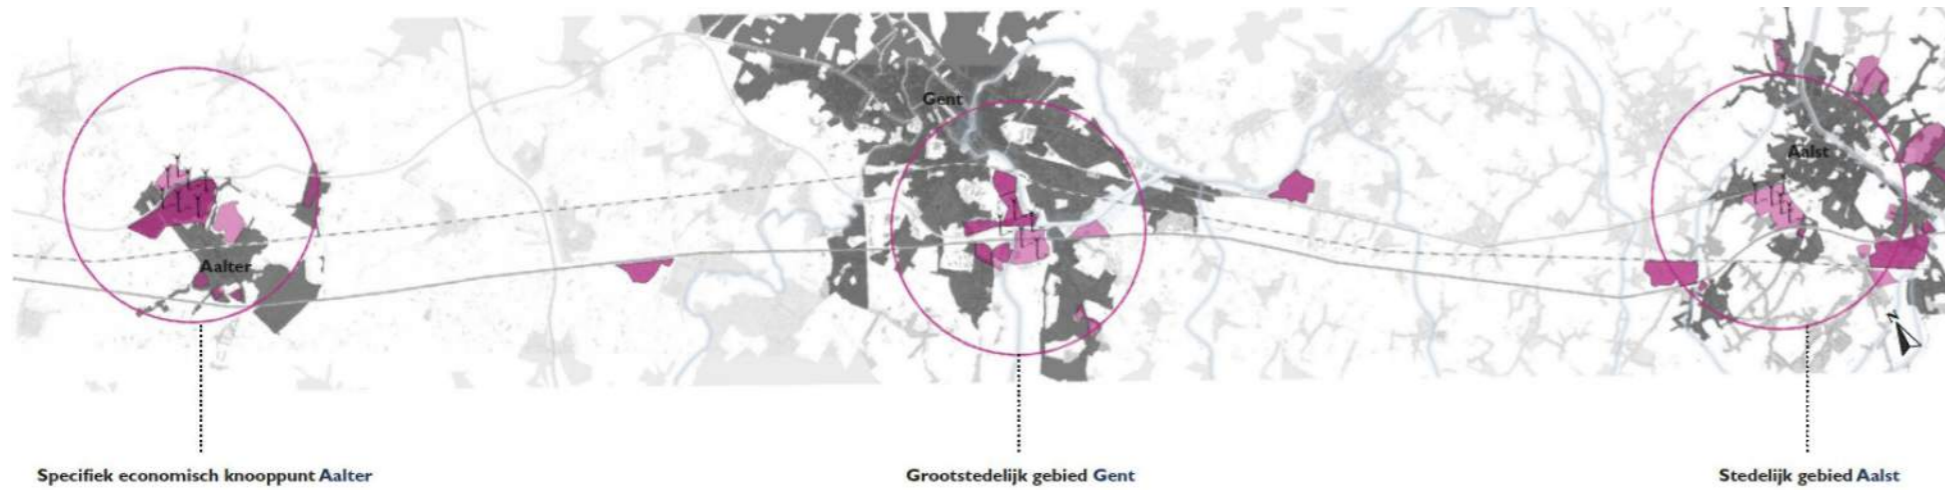 Gent
Aalst
Aalter
N
Specifiek economisch knooppunt Aalter
Grootstedelijk gebied Gent
Stedelijk gebied Aalst